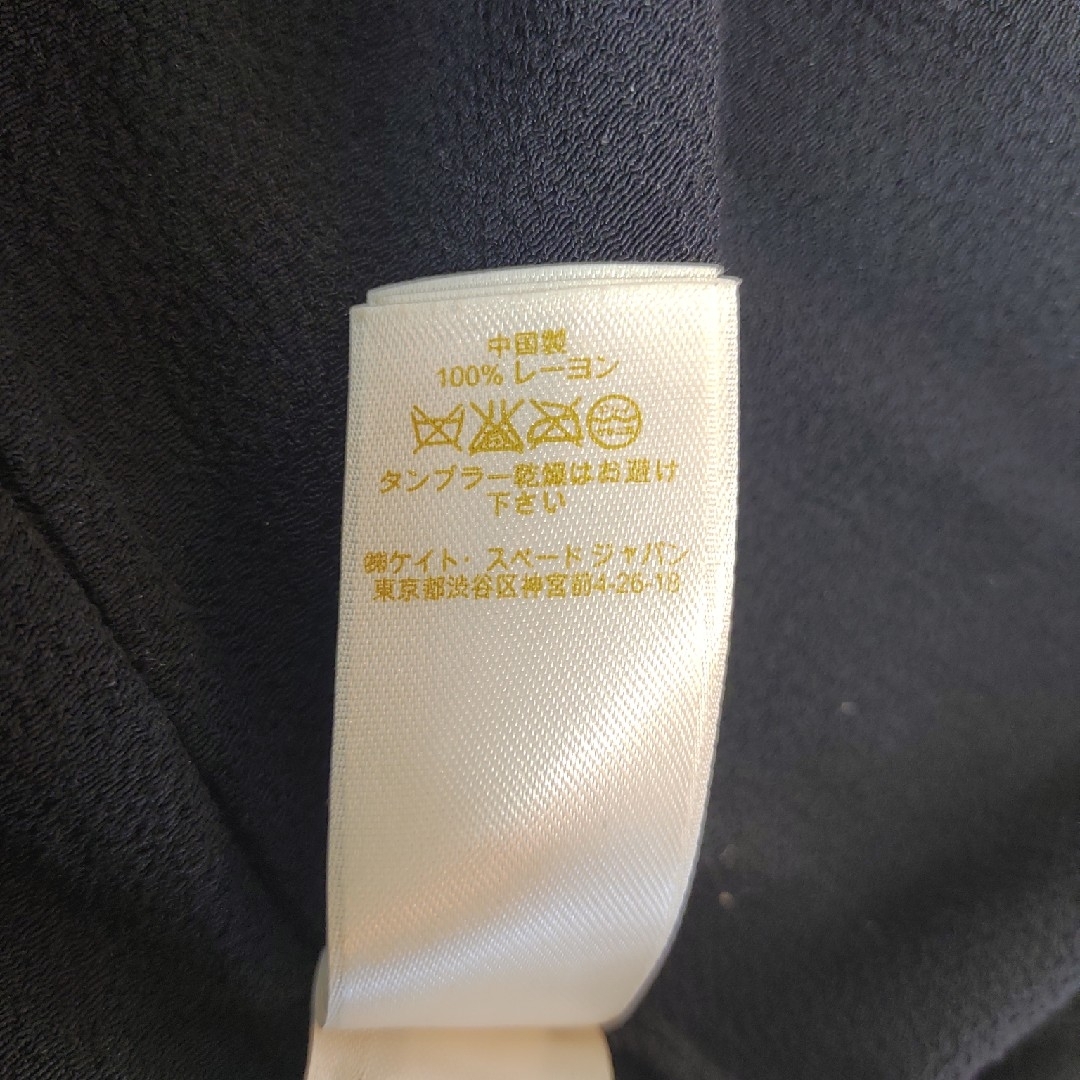 中国製
100% レーヨン
タンブラー乾燥はお避け
下さい
㈱ケイト・スペード ジャパン
東京都渋谷区神宮前4-26-18